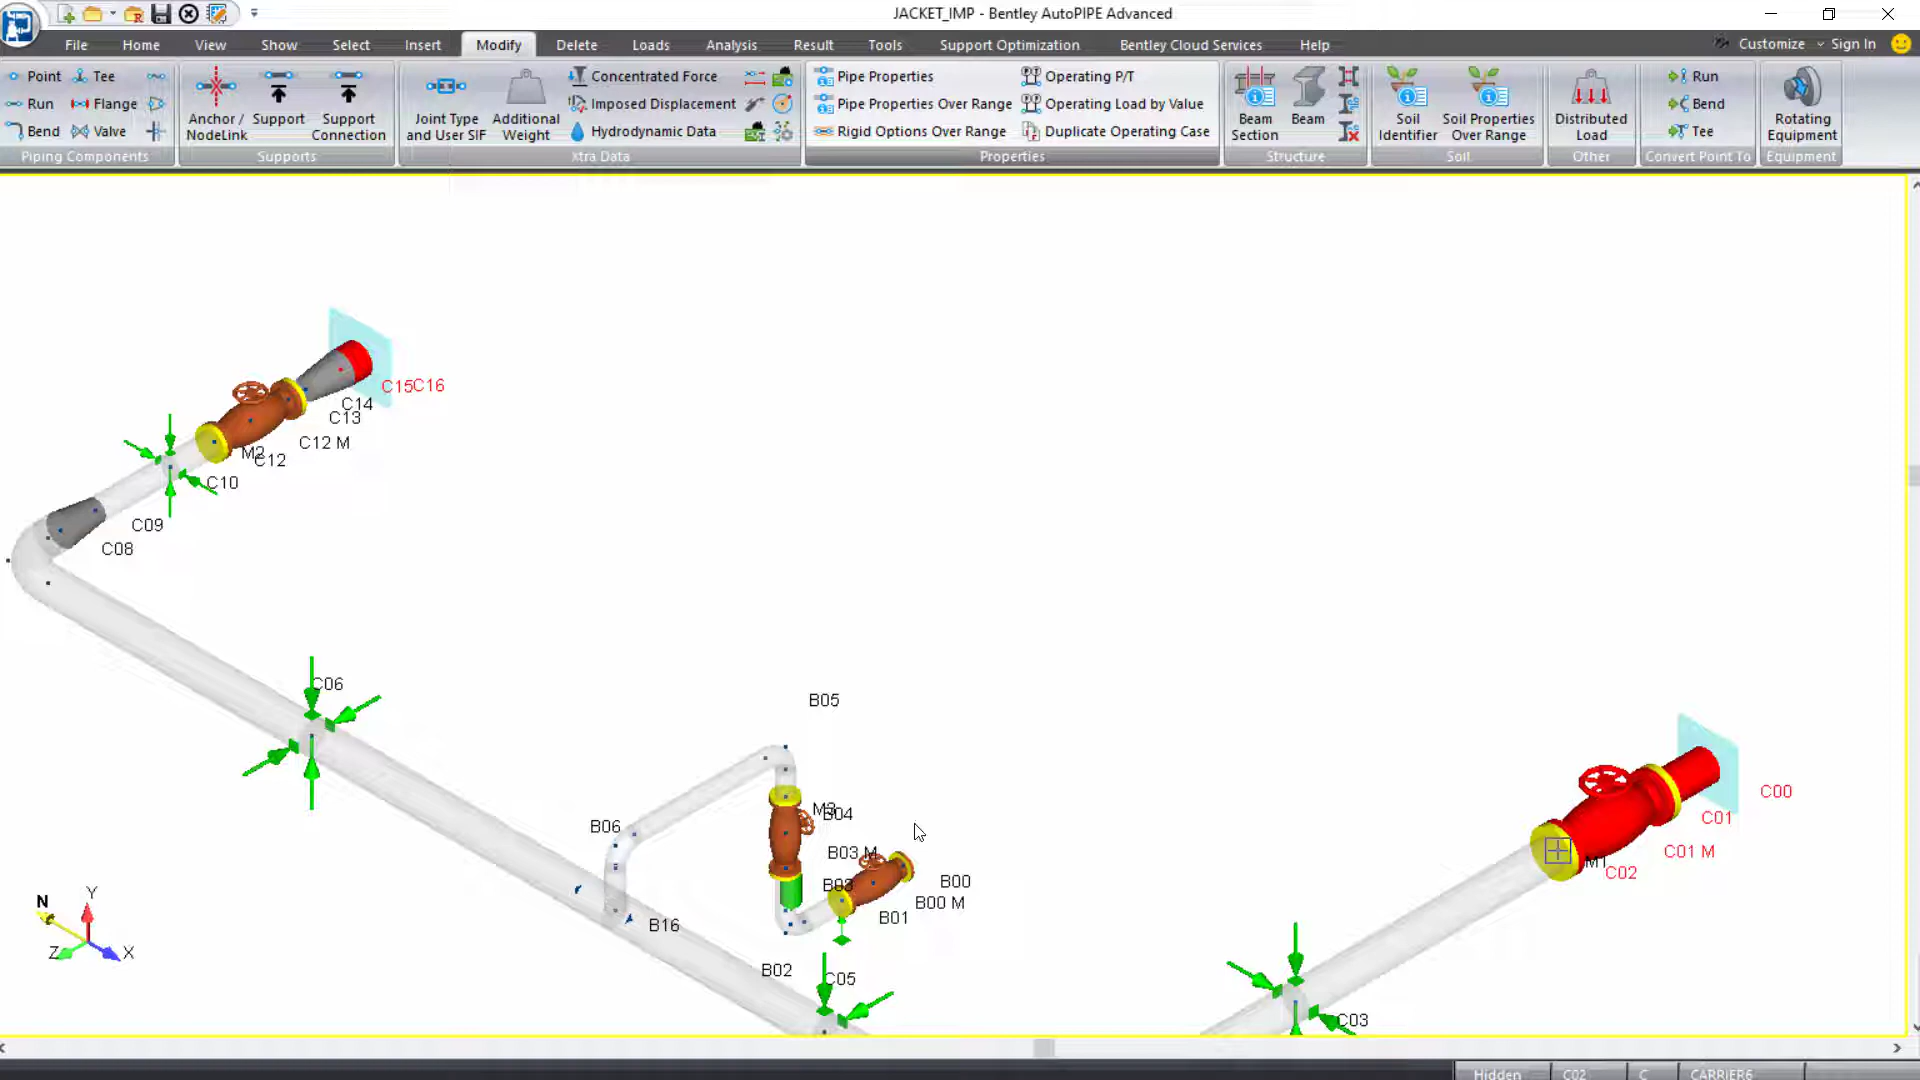 JACKET_IMP - Bentley AutoPIPE Advanced
File Home View Show Select Insert Modify Delete Loads Analysis Result Tools Support Optimization Bentley Cloud Services Help Customize Sign In
Point Tee
Run Flange
Bend Valve
Piping Components
Anchor / NodeLink
Support
Support Connection
Supports
Joint Type and User SIF
Additional Weight
Concentrated Force
Imposed Displacement
Hydrodynamic Data
Xtra Data
Pipe Properties
Pipe Properties Over Range
Rigid Options Over Range
Operating P/T
Operating Load by Value
Duplicate Operating Case
Properties
Beam Section
Beam
Structure
Soil Identifier
Soil Properties Over Range
Soil
Distributed Load
Other
Run
Bend
Tee
Convert Point To
Rotating Equipment
Equipment
C15C16
C14
C13
C12 M
M2
C12
C10
C09
C08
C06
B05
B06
M3
B04
B03 M
B03
B00
B00 M
B01
B16
B02
C05
C00
C01
C01 M
M1
C02
C03
N
Y
Z
X
Hidden C02 C CARRIER6